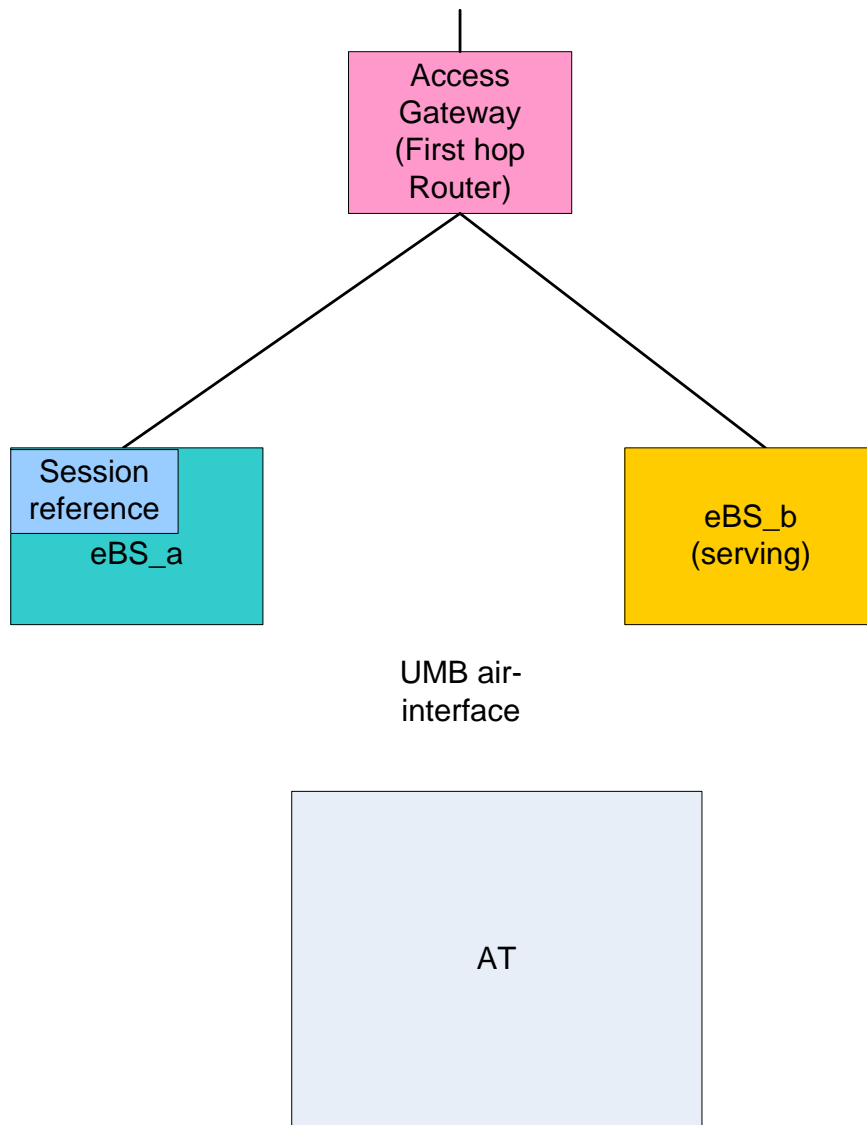 Access
Gateway
(First hop
Router)
Session
reference
eBS_a
eBS_b
(serving)
UMB air-
interface
AT